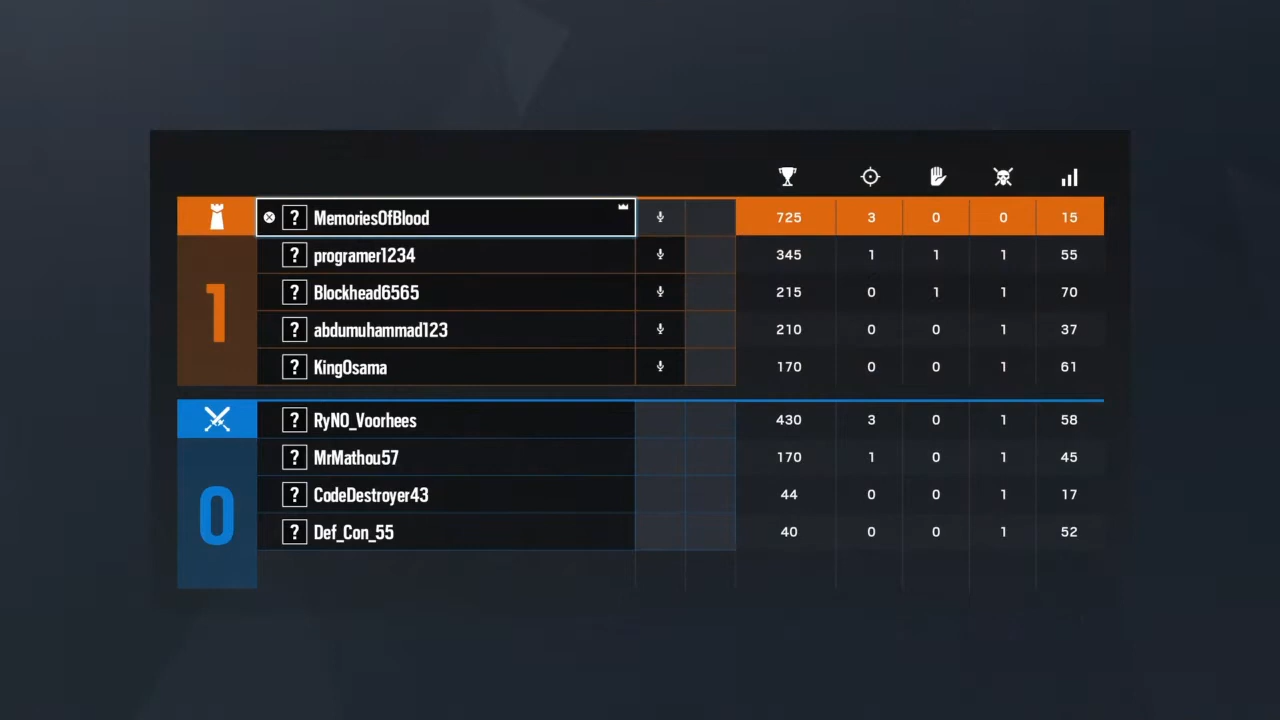 ? MemoriesOfBlood 725 3 0 0 15
? programer1234 345 1 1 1 55
1
? Blockhead6565 215 0 1 1 70
? abdumuhammad123 210 0 0 1 37
? KingOsama 170 0 0 1 61
? RyNO_Voorhees 430 3 0 1 58
? MrMathou57 170 1 0 1 45
0
? CodeDestroyer43 44 0 0 1 17
? Def_Con_55 40 0 0 1 52